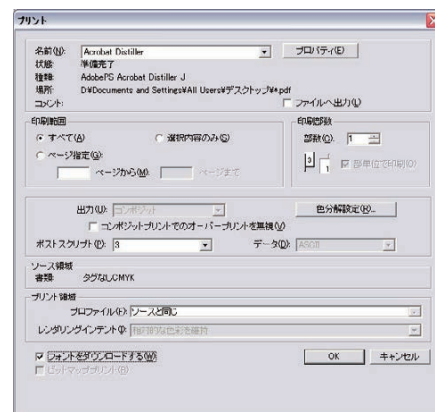 プリント
名前(N): Acrobat Distiller プロパティ(E)
状態: 準備完了
種類: AdobePS Acrobat Distiller J
場所: D¥Documents and Settings¥All Users¥デスクトップ¥*.pdf
コメント: ファイルへ出力(L)
印刷範囲 印刷部数
すべて(A) 選択内容のみ(S) 部数(C): 1
ページ指定(G): 部単位で印刷(O)
ページから(M) ページまで
出力(U): コンポジット 色分解設定(R)...
コンポジットプリントでのオーバープリントを無視(V)
ポストスクリプト(P): 3 データ(D): ASCII
ソース領域
書類: タグなしCMYK
プリント領域
プロファイル(F): ソースと同じ
レンダリングインテント(I): 相対的な色彩を維持
フォントをダウンロードする(W) OK キャンセル
ビットマッププリント(B)